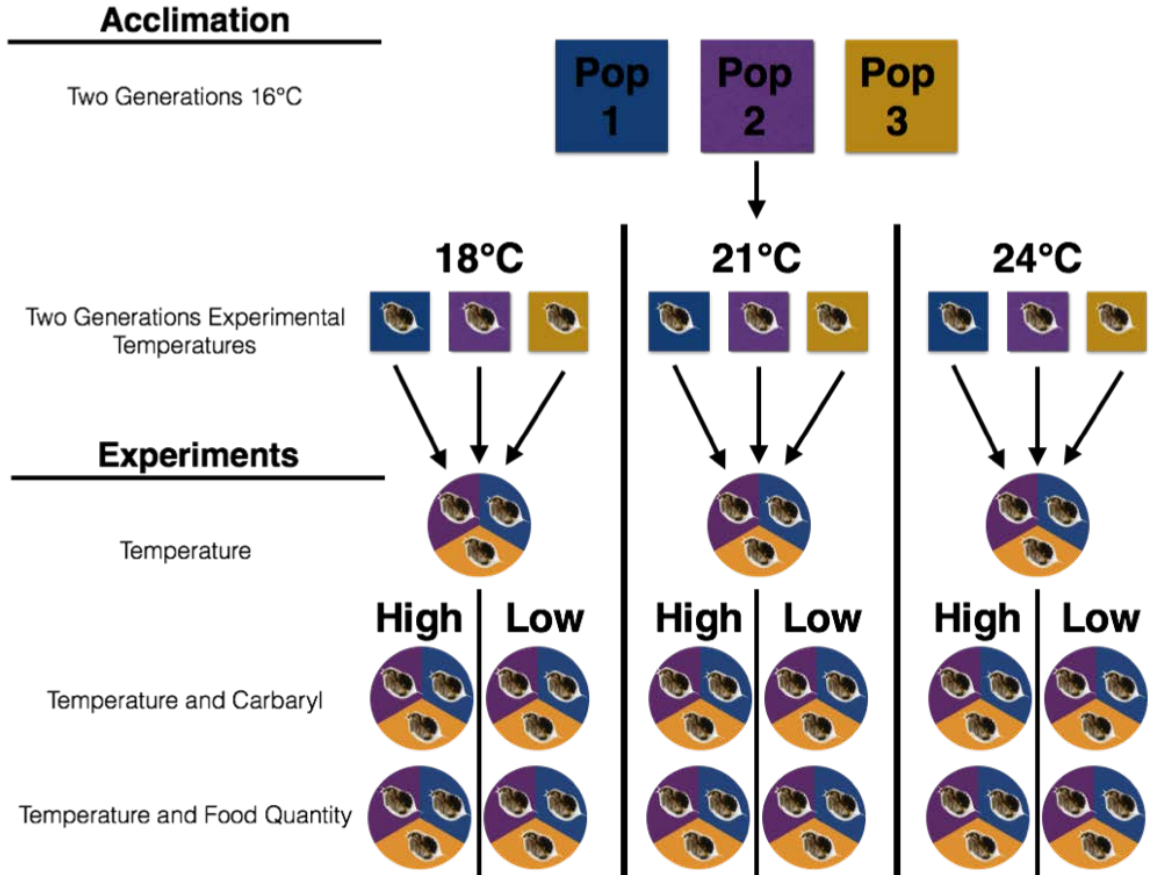 Acclimation
Two Generations 16°C
Pop Pop Pop
1 2 3
18°C 21°C 24°C
Two Generations Experimental
Temperatures
Experiments
Temperature
High Low High Low High Low
Temperature and Carbaryl
Temperature and Food Quantity